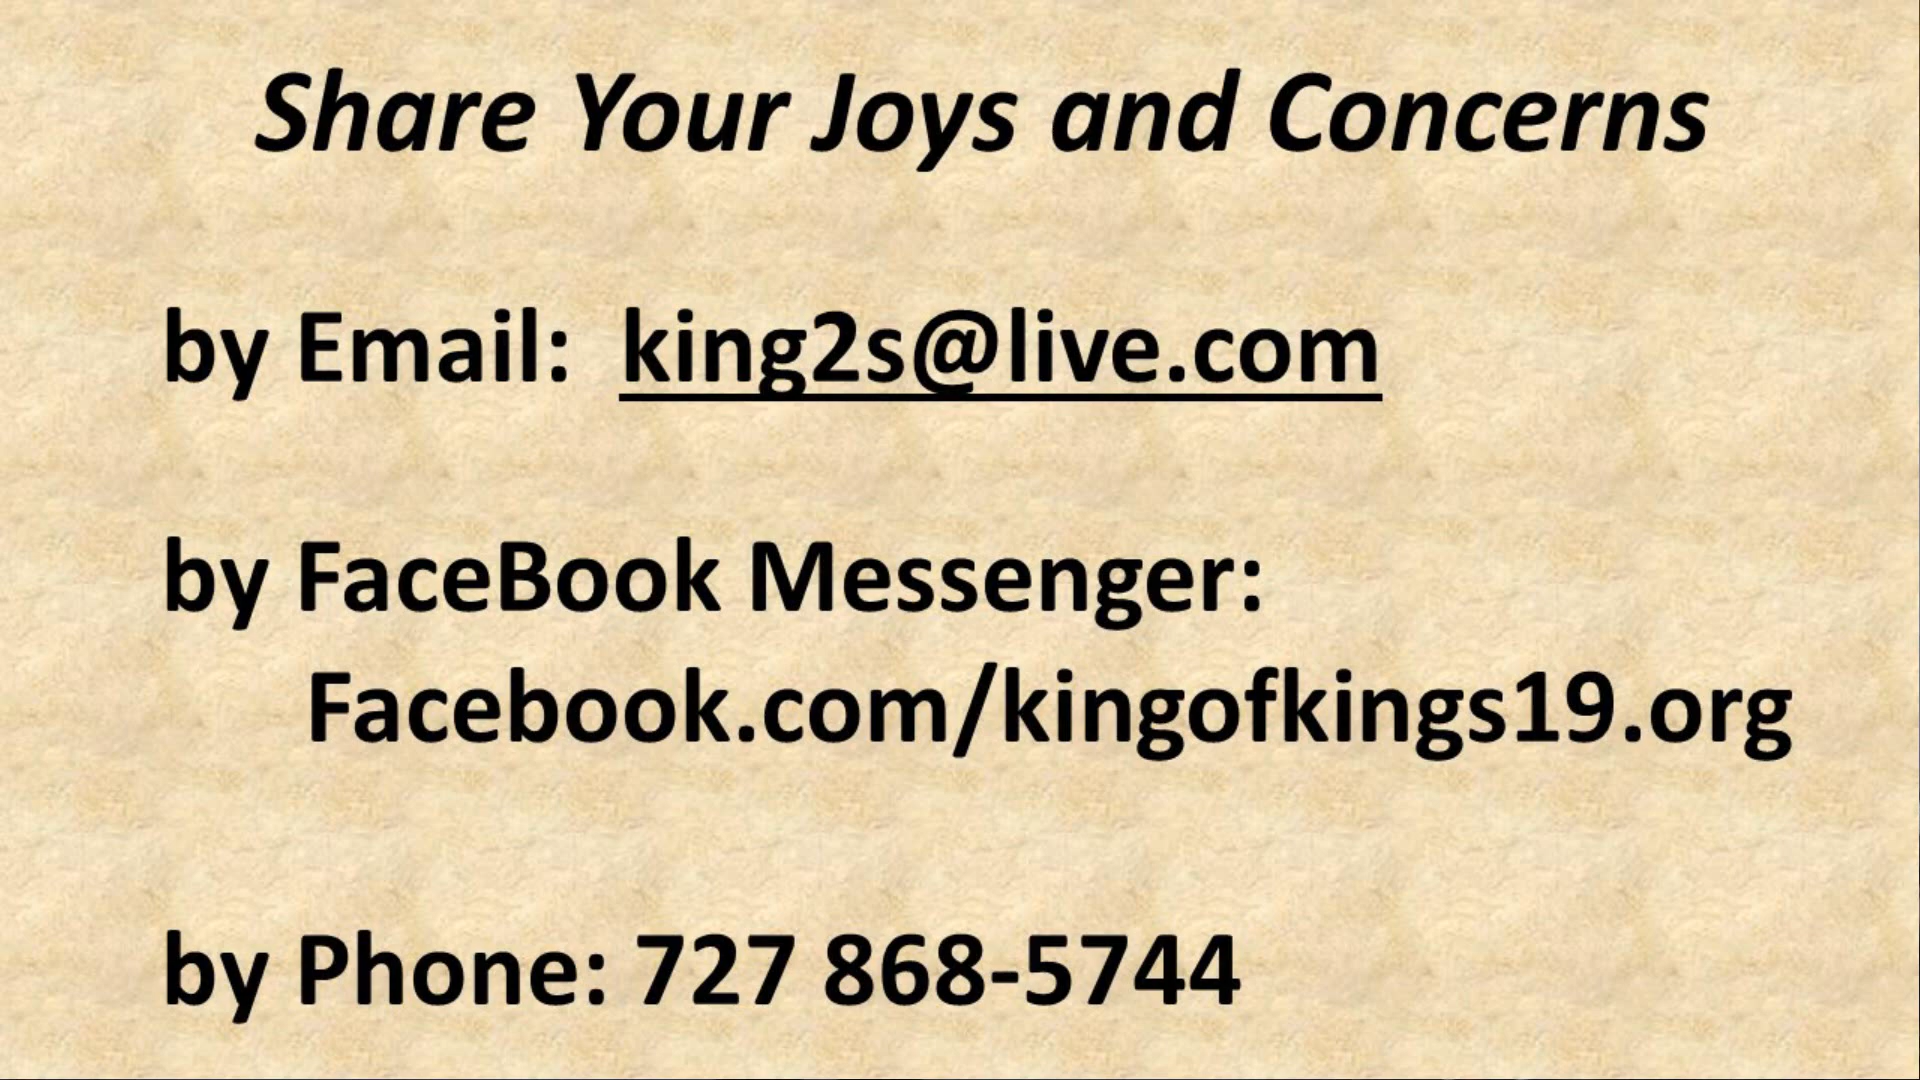 Share Your Joys and Concerns
by Email: king2s@live.com
by FaceBook Messenger:
Facebook.com/kingofkings19.org
by Phone: 727 868-5744